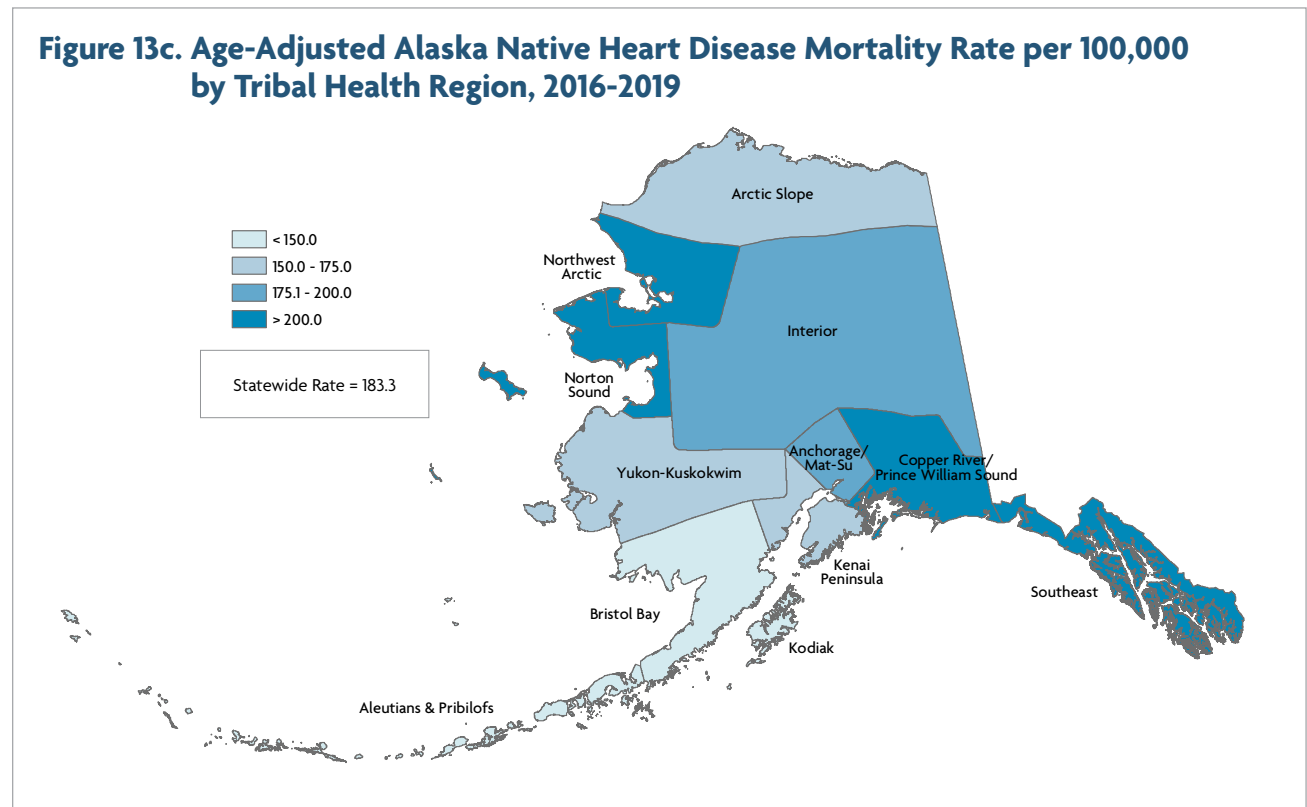 Figure 13c. Age-Adjusted Alaska Native Heart Disease Mortality Rate per 100,000
by Tribal Health Region, 2016-2019
Arctic Slope
< 150.0
150.0 - 175.0
175.1 - 200.0
> 200.0
Northwest
Arctic
Interior
Statewide Rate = 183.3
Norton
Sound
Anchorage/
Mat-Su
Copper River/
Prince William Sound
Yukon-Kuskokwim
Kenai
Peninsula
Southeast
Bristol Bay
Kodiak
Aleutians & Pribilofs